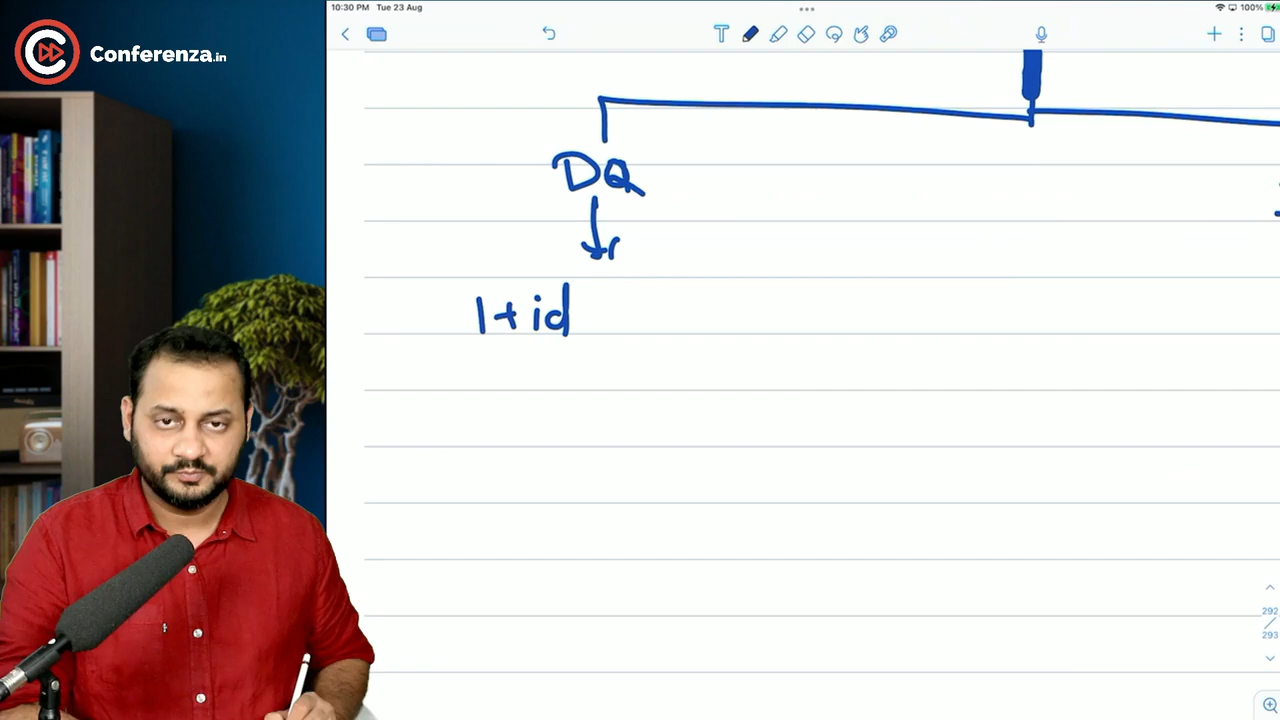 10:30 PM Tue 23 Aug
100%
Conferenza.in
T
DQ
1 + id
292
293